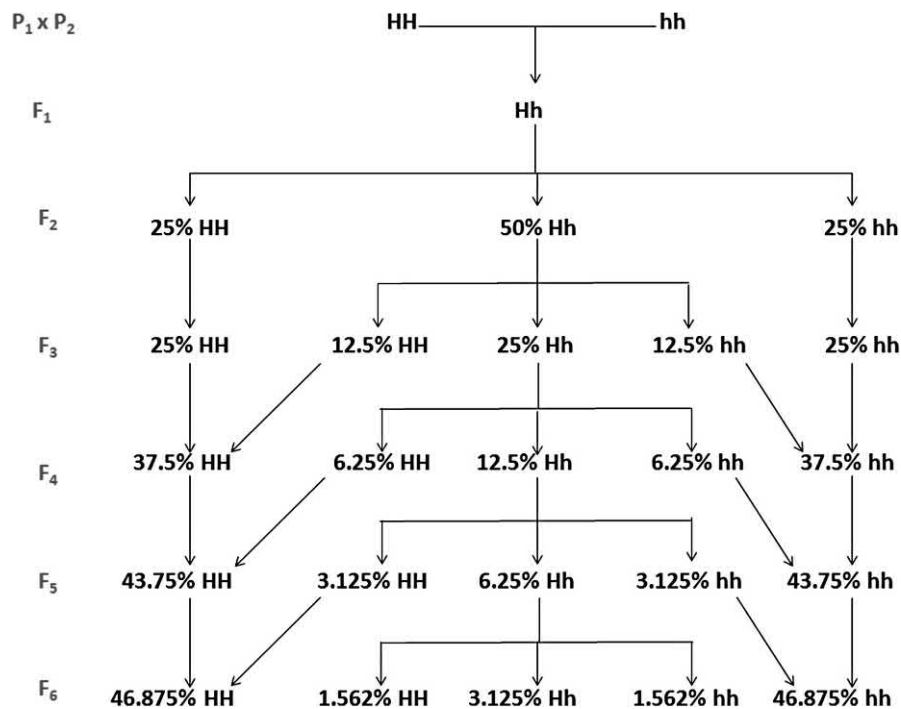 P₁ x P₂ HH hh
F₁ Hh
F₂ 25% HH 50% Hh 25% hh
F₃ 25% HH 12.5% HH 25% Hh 12.5% hh 25% hh
F₄ 37.5% HH 6.25% HH 12.5% Hh 6.25% hh 37.5% hh
F₅ 43.75% HH 3.125% HH 6.25% Hh 3.125% hh 43.75% hh
F₆ 46.875% HH 1.562% HH 3.125% Hh 1.562% hh 46.875% hh